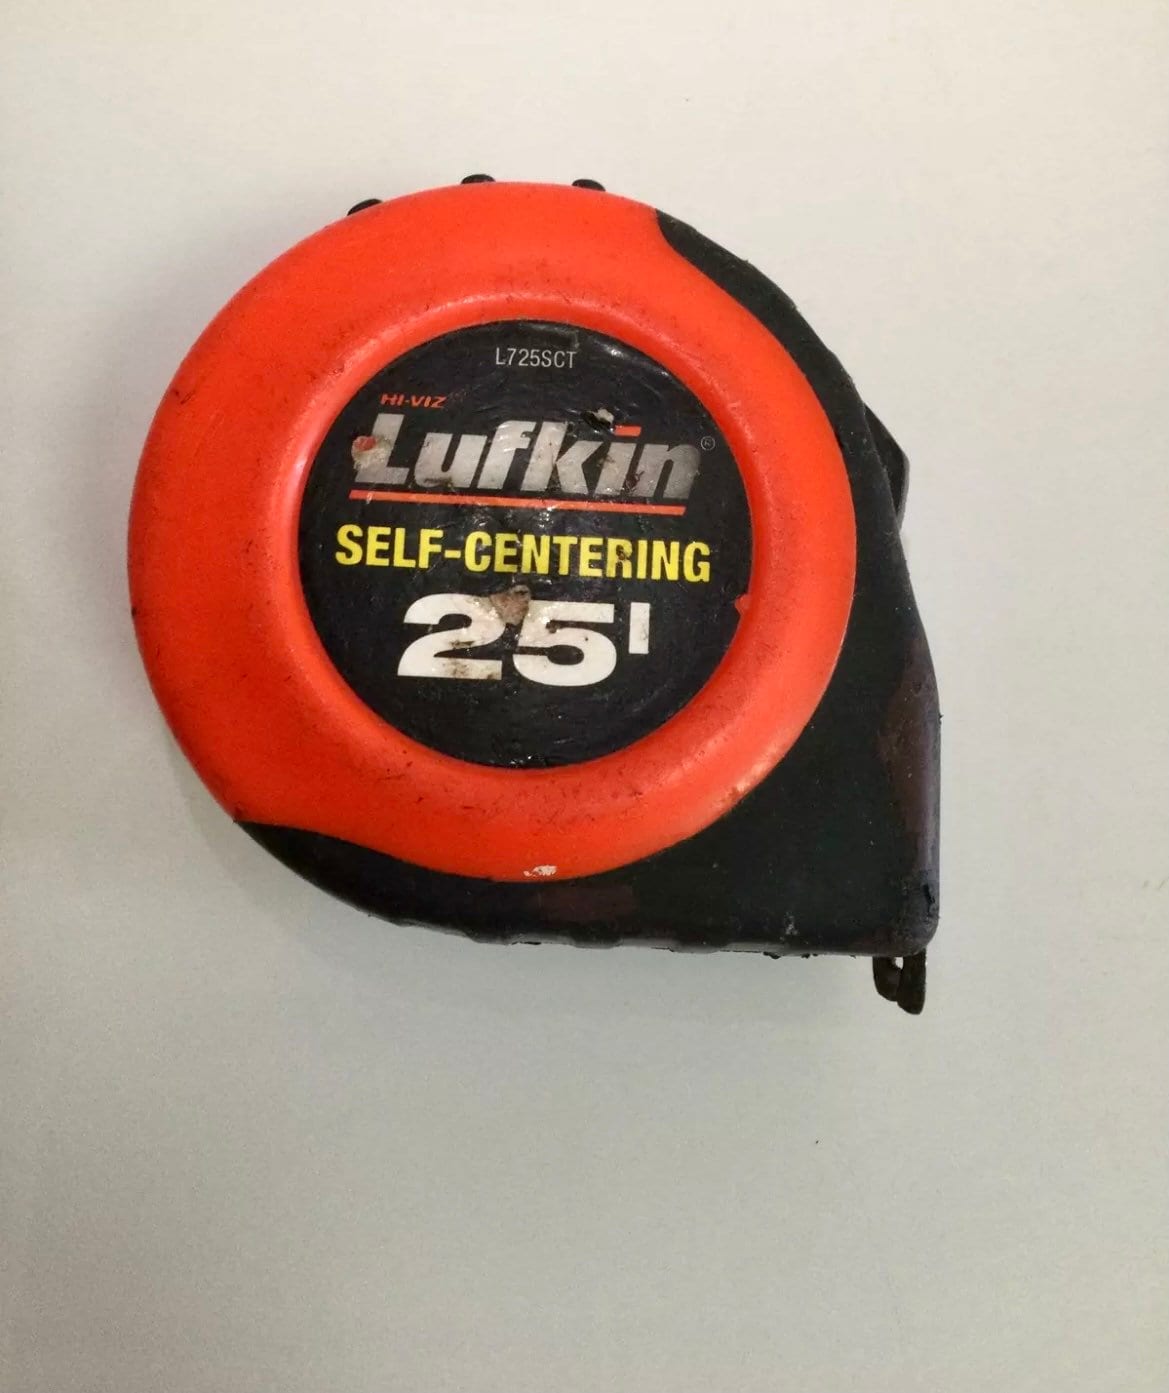 L725SCT
HI-VIZ
Lufkin®
SELF-CENTERING
25'